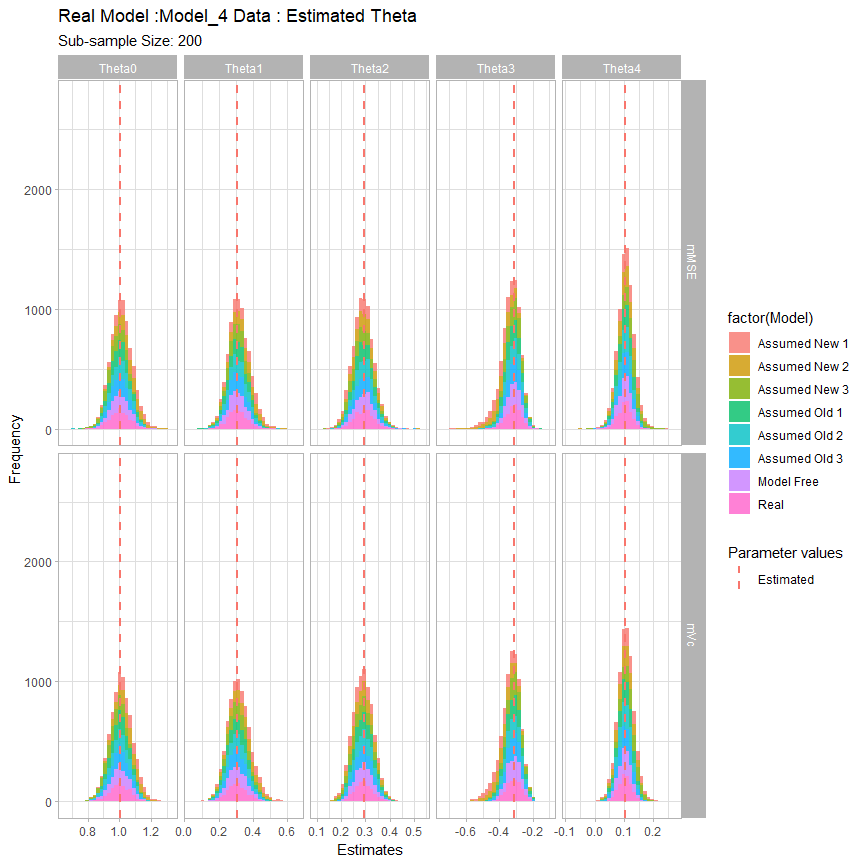 Real Model :Model_4 Data : Estimated Theta
Sub-sample Size: 200
Theta0 Theta1 Theta2 Theta3 Theta4
2000
1000
0
mMSE
2000
1000
0
mVc
Frequency
0.8 1.0 1.2 0.0 0.2 0.4 0.6 0.1 0.2 0.3 0.4 0.5 -0.6 -0.4 -0.2 -0.1 0.0 0.1 0.2
Estimates
factor(Model)
Assumed New 1
Assumed New 2
Assumed New 3
Assumed Old 1
Assumed Old 2
Assumed Old 3
Model Free
Real
Parameter values
Estimated